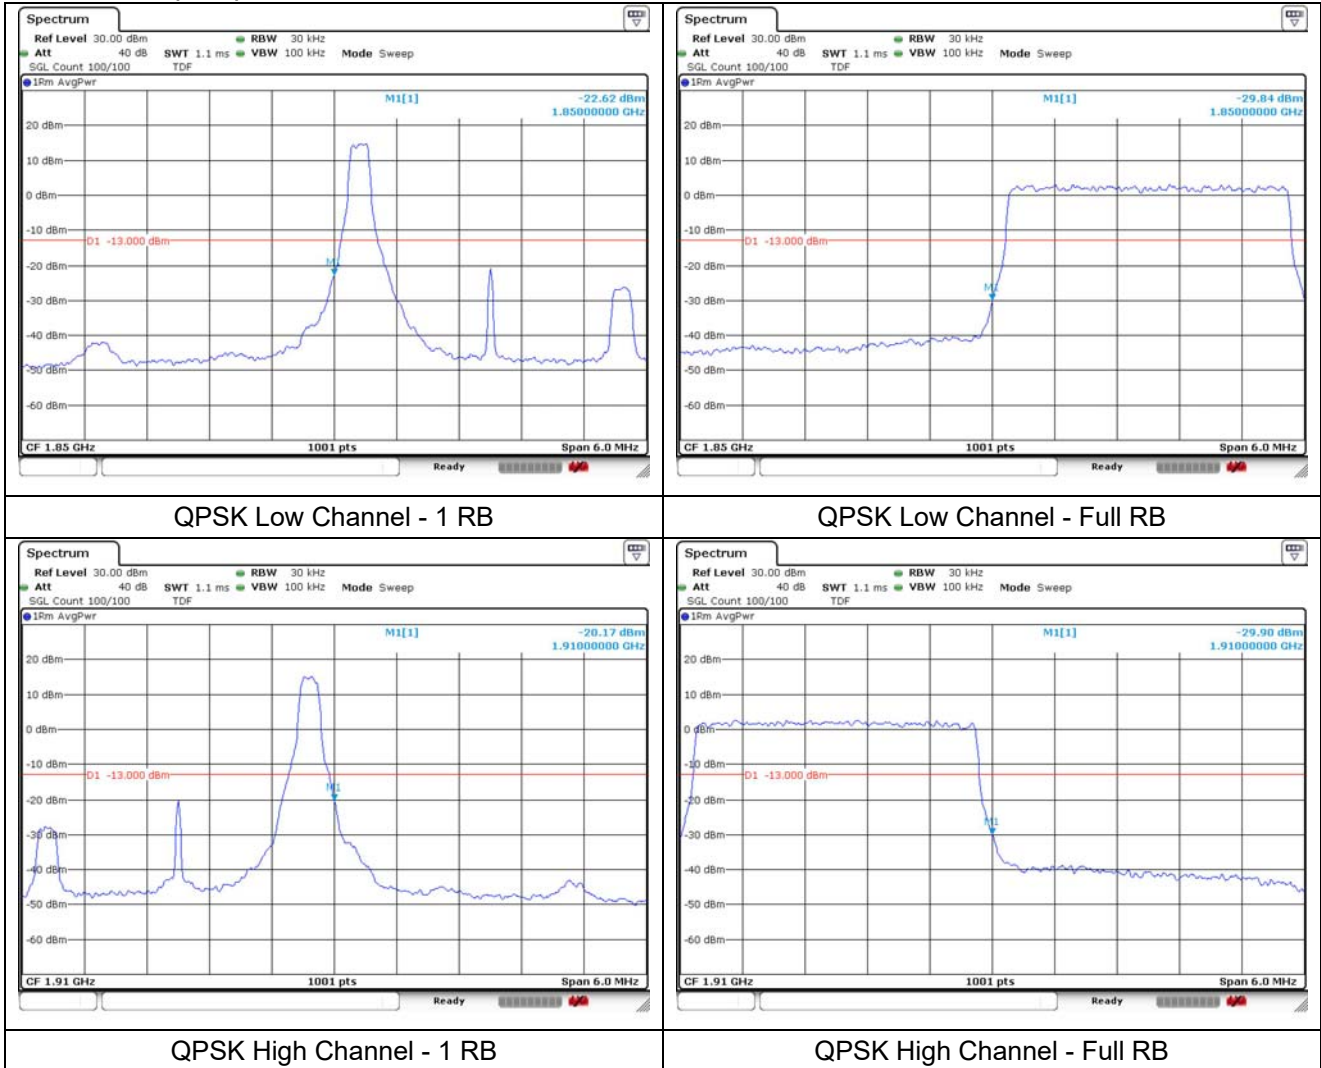 Spectrum
Ref Level 30.00 dBm RBW 30 kHz
Att 40 dB SWT 1.1 ms VBW 100 kHz Mode Sweep
SGL Count 100/100 TDF
1Rm AvgPwr
M1[1] -22.62 dBm
1.85000000 GHz
20 dBm
10 dBm
0 dBm
-10 dBm
D1 -13.000 dBm
-20 dBm
M1
-30 dBm
-40 dBm
-50 dBm
-60 dBm
CF 1.85 GHz 1001 pts Span 6.0 MHz
Ready
QPSK Low Channel - 1 RB
Spectrum
Ref Level 30.00 dBm RBW 30 kHz
Att 40 dB SWT 1.1 ms VBW 100 kHz Mode Sweep
SGL Count 100/100 TDF
1Rm AvgPwr
M1[1] -29.84 dBm
1.85000000 GHz
20 dBm
10 dBm
0 dBm
-10 dBm
D1 -13.000 dBm
-20 dBm
M1
-30 dBm
-40 dBm
-50 dBm
-60 dBm
CF 1.85 GHz 1001 pts Span 6.0 MHz
Ready
QPSK Low Channel - Full RB
Spectrum
Ref Level 30.00 dBm RBW 30 kHz
Att 40 dB SWT 1.1 ms VBW 100 kHz Mode Sweep
SGL Count 100/100 TDF
1Rm AvgPwr
M1[1] -20.17 dBm
1.91000000 GHz
20 dBm
10 dBm
0 dBm
-10 dBm
D1 -13.000 dBm
M1
-20 dBm
-30 dBm
-40 dBm
-50 dBm
-60 dBm
CF 1.91 GHz 1001 pts Span 6.0 MHz
Ready
QPSK High Channel - 1 RB
Spectrum
Ref Level 30.00 dBm RBW 30 kHz
Att 40 dB SWT 1.1 ms VBW 100 kHz Mode Sweep
SGL Count 100/100 TDF
1Rm AvgPwr
M1[1] -29.90 dBm
1.91000000 GHz
20 dBm
10 dBm
0 dBm
-10 dBm
D1 -13.000 dBm
-20 dBm
M1
-30 dBm
-40 dBm
-50 dBm
-60 dBm
CF 1.91 GHz 1001 pts Span 6.0 MHz
Ready
QPSK High Channel - Full RB